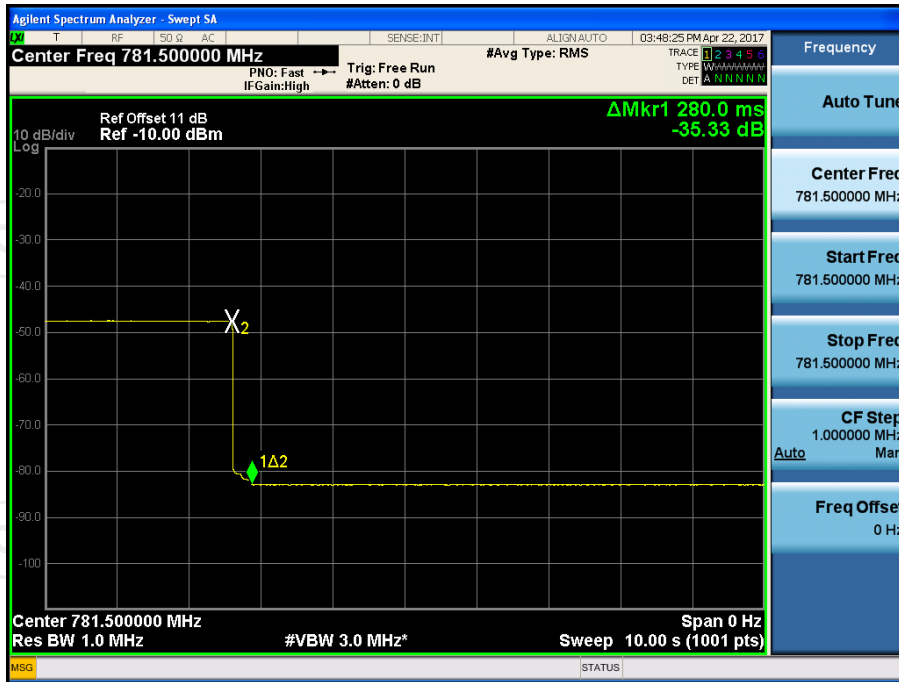 Agilent Spectrum Analyzer - Swept SA
LXI T RF 50 Ω AC SENSE:INT ALIGN AUTO 03:48:25 PM Apr 22, 2017
Center Freq 781.500000 MHz
PNO: Fast
IFGain:High
Trig: Free Run
#Atten: 0 dB
#Avg Type: RMS
TRACE 1 2 3 4 5 6
TYPE
DET A N N N N N
ΔMkr1 280.0 ms
-35.33 dB
Ref Offset 11 dB
10 dB/div Ref -10.00 dBm
Log
-20.0
-30.0
-40.0
-50.0
-60.0
-70.0
-80.0
-90.0
-100
2
1Δ2
Center 781.500000 MHz Span 0 Hz
Res BW 1.0 MHz #VBW 3.0 MHz* Sweep 10.00 s (1001 pts)
MSG STATUS
Frequency
Auto Tune
Center Freq
781.500000 MHz
Start Freq
781.500000 MHz
Stop Freq
781.500000 MHz
CF Step
1.000000 MHz
Auto Man
Freq Offset
0 Hz